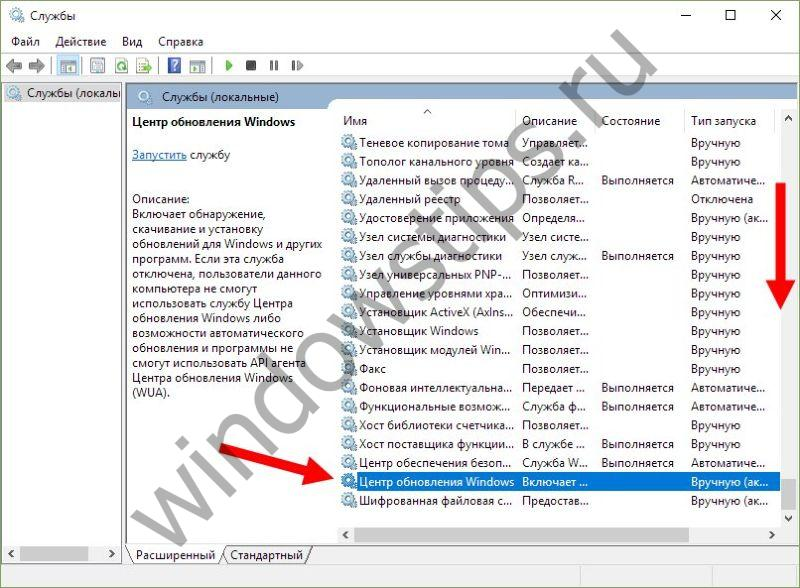 Службы
Файл Действие Вид Справка
Службы (локалы
Службы (локальные)
Центр обновления Windows
Запустить службу
Описание:
Включает обнаружение,
скачивание и установку
обновлений для Windows и других
программ. Если эта служба
отключена, пользователи данного
компьютера не смогут
использовать службу Центра
обновления Windows либо
возможности автоматического
обновления и программы не
смогут использовать API агента
Центра обновления Windows
(WUA).
Имя Описание Состояние Тип запуска
Теневое копирование тома Управляет... Вручную
Тополог канального уровня Создает ка... Вручную
Удаленный вызов процеду... Служба R... Выполняется Автоматиче...
Удаленный реестр Позволяет... Отключена
Удостоверение приложения Определя... Вручную (ак...
Узел системы диагностики Узел систе... Вручную
Узел службы диагностики Узел служ... Выполняется Вручную
Узел универсальных PNP-... Позволяет... Вручную
Управление уровнями хра... Оптимизи... Вручную
Установщик ActiveX (AxIns... Обеспечи... Вручную
Установщик Windows Позволяет... Вручную
Установщик модулей Win... Позволяет... Вручную
Факс Позволяет... Вручную
Фоновая интеллектуальна... Передает ... Выполняется Автоматиче...
Функциональные возмож... Служба ф... Выполняется Автоматиче...
Хост библиотеки счетчика... Позволяет... Вручную
Хост поставщика функции... В службе ... Выполняется Вручную
Центр обеспечения безоп... Служба W... Выполняется Автоматиче...
Центр обновления Windows Включает ... Вручную (ак...
Шифрованная файловая с... Предостав... Вручную (ак...
Расширенный Стандартный
windowstips.ru